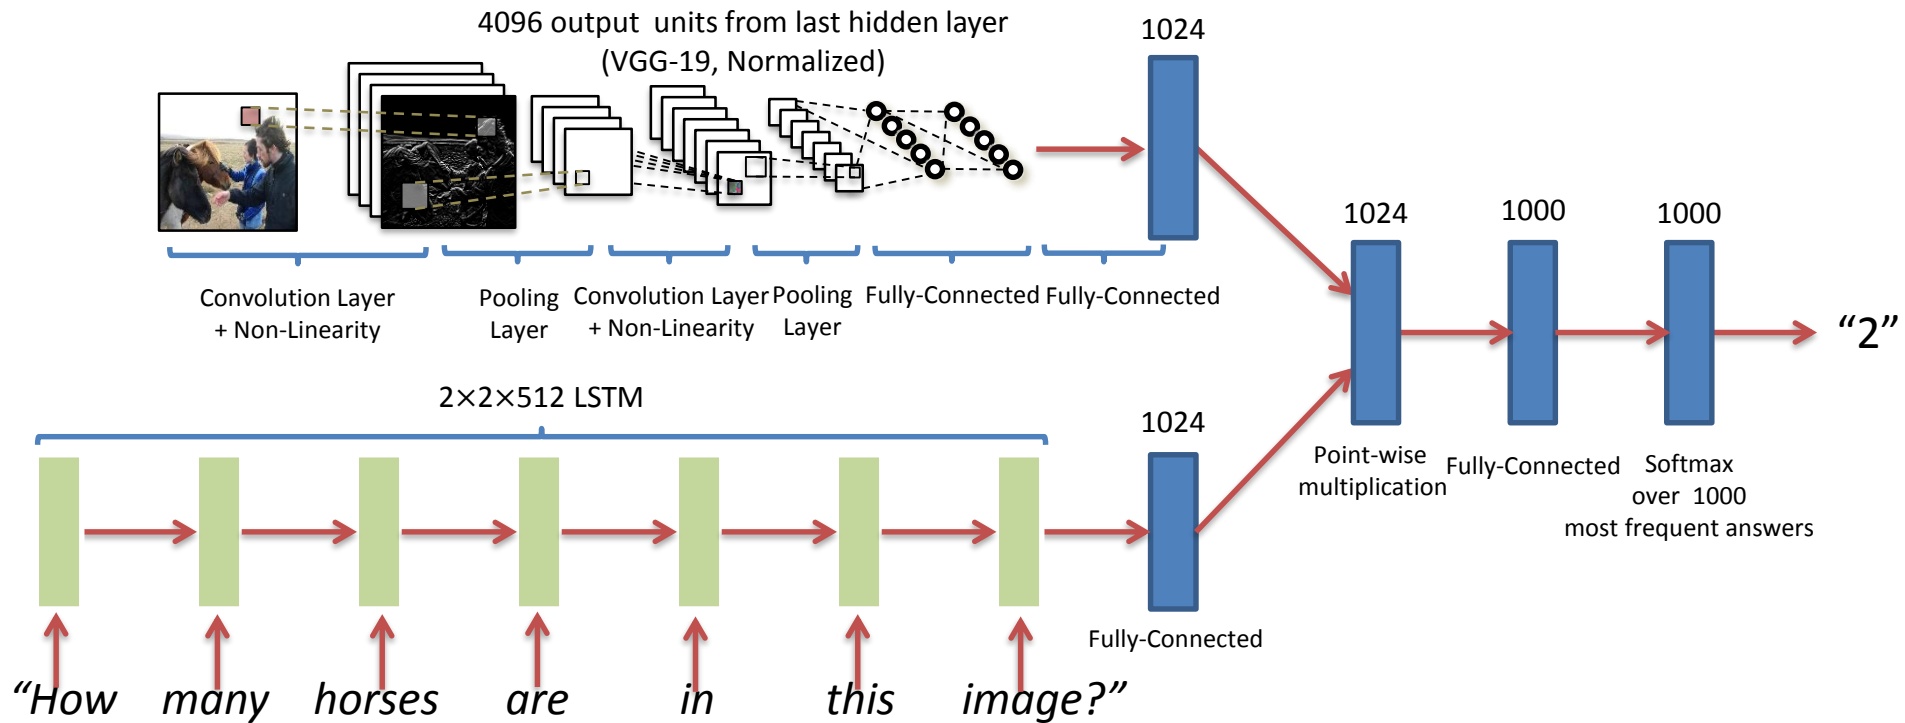 4096 output units from last hidden layer
(VGG-19, Normalized)
1024
Convolution Layer
+ Non-Linearity
Pooling
Layer
Convolution Layer
+ Non-Linearity
Pooling
Layer
Fully-Connected
Fully-Connected
2×2×512 LSTM
1024
Fully-Connected
“How many horses are in this image?”
1024
Point-wise
multiplication
1000
Fully-Connected
1000
Softmax
over 1000
most frequent answers
“2”